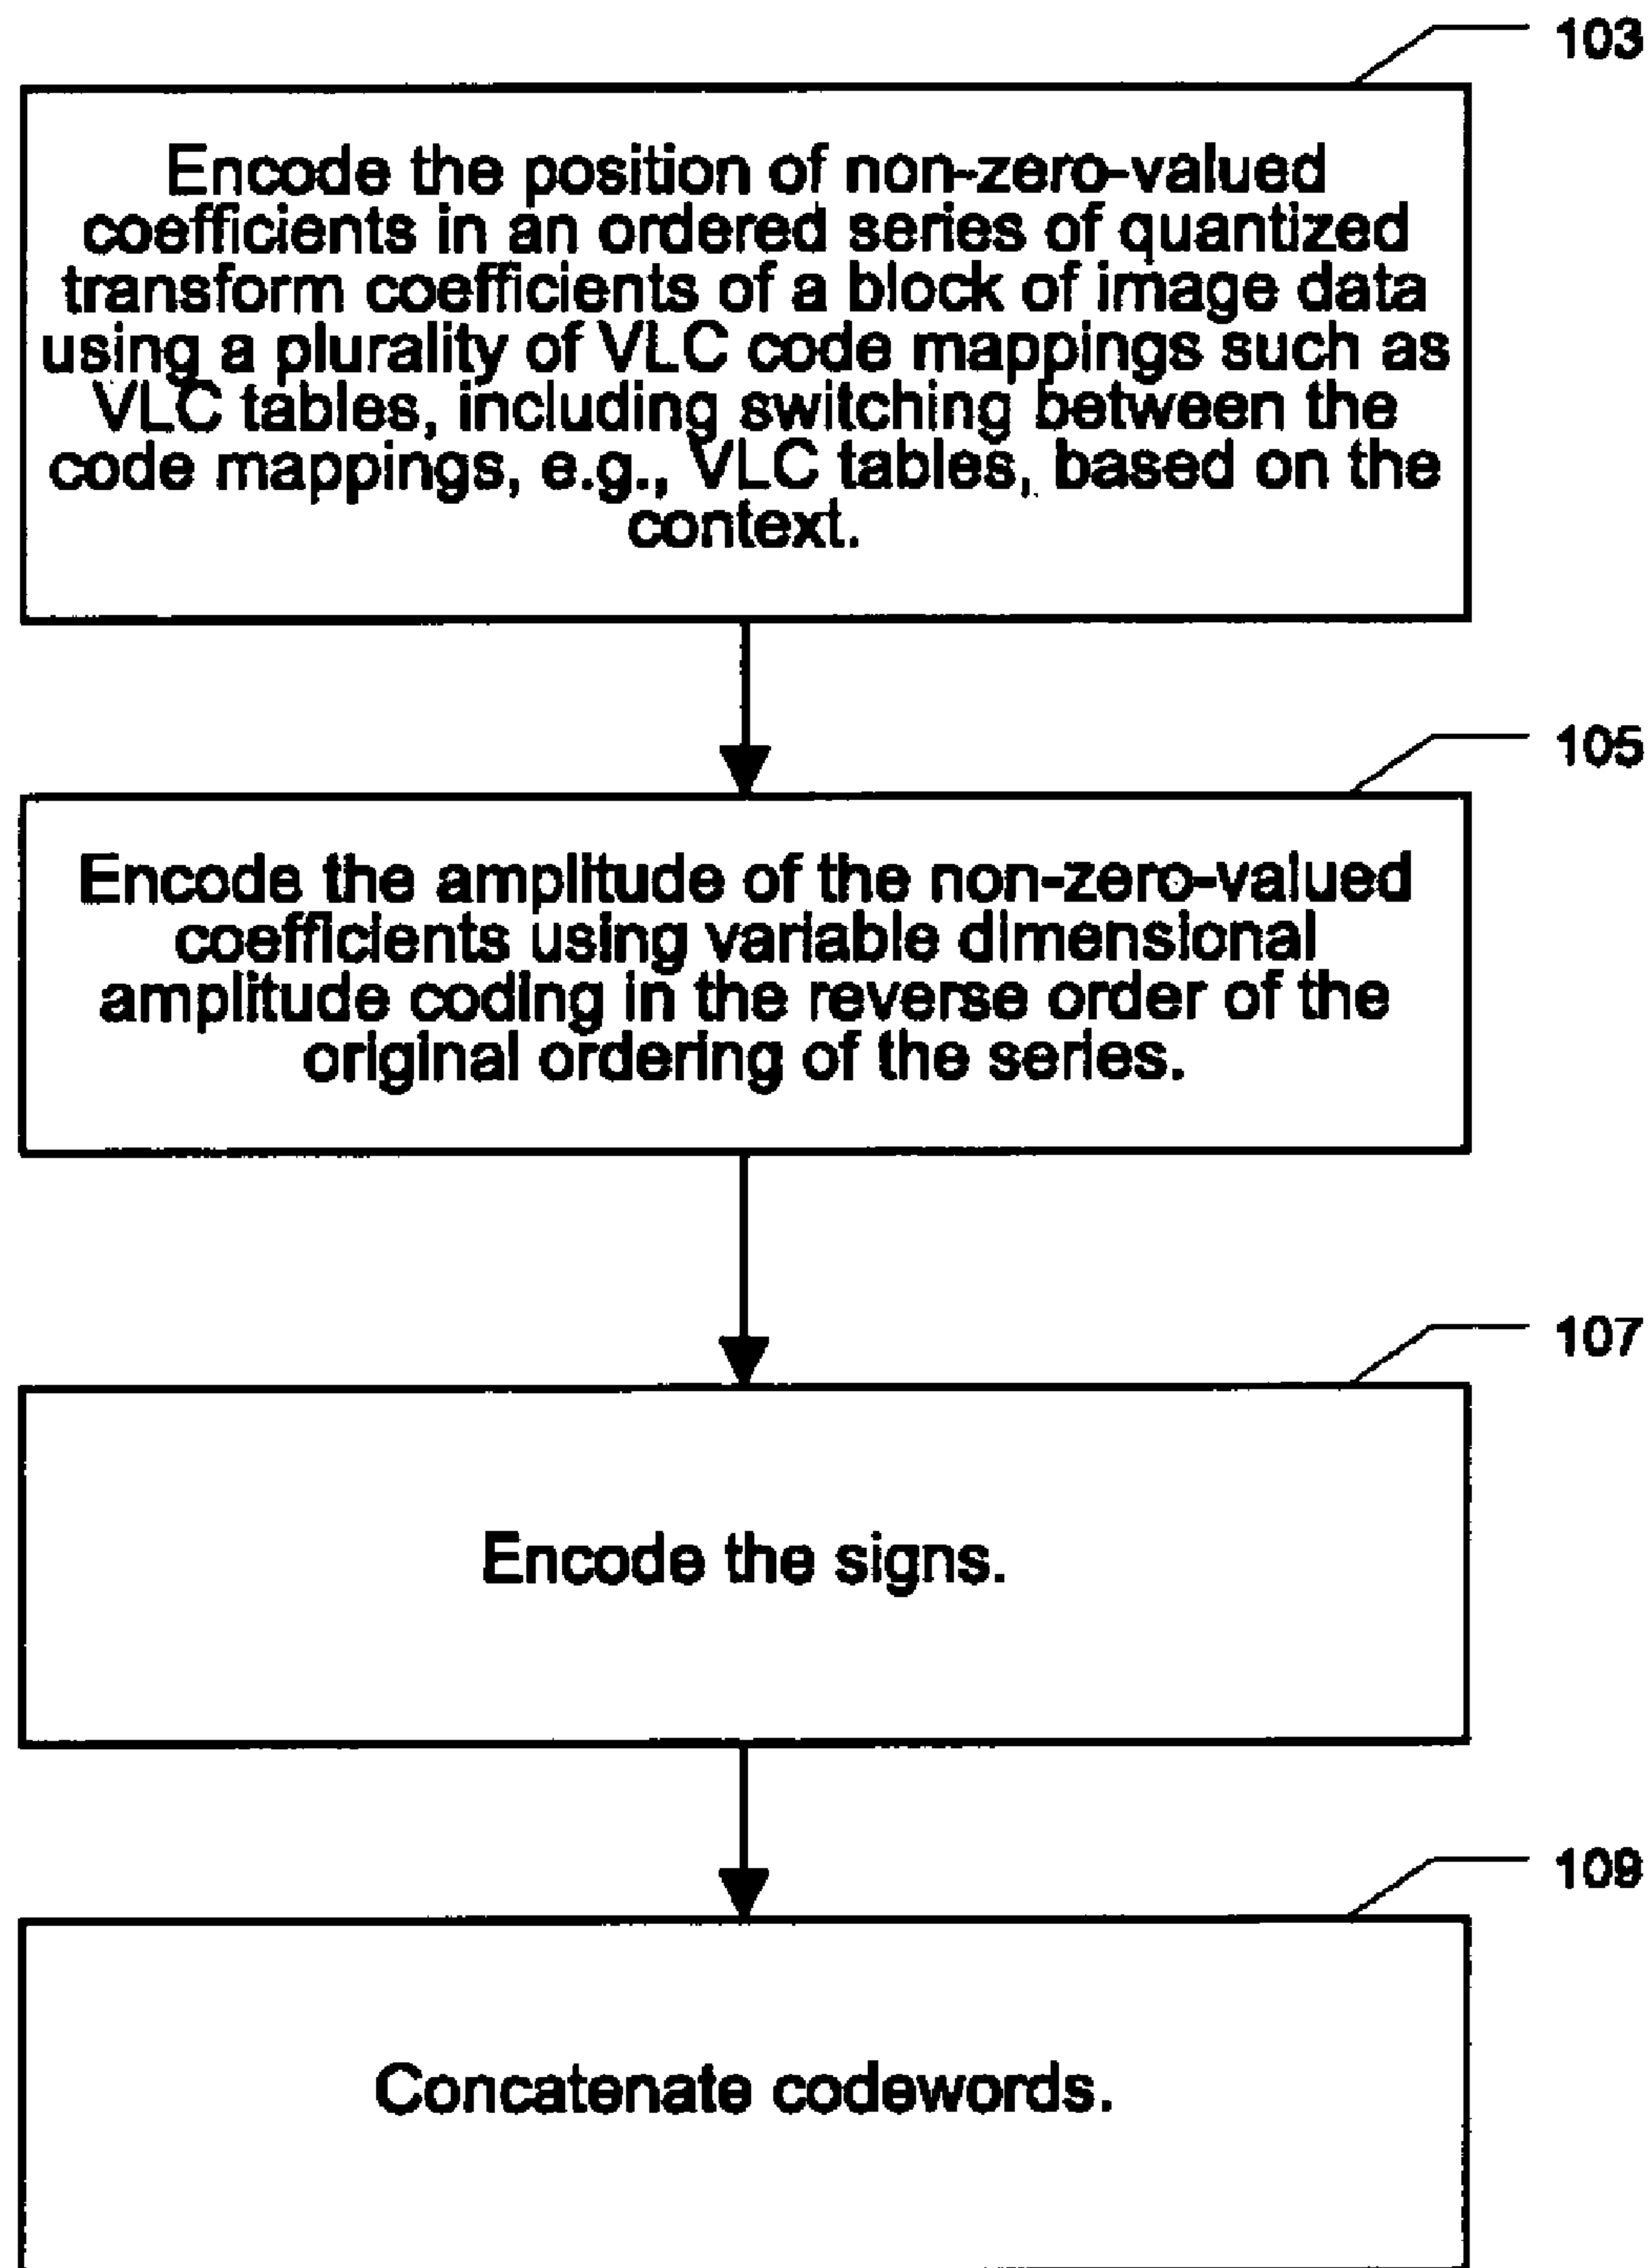 103
Encode the position of non-zero-valued
coefficients in an ordered series of quantized
transform coefficients of a block of image data
using a plurality of VLC code mappings such as
VLC tables, including switching between the
code mappings, e.g., VLC tables, based on the
context.
105
Encode the amplitude of the non-zero-valued
coefficients using variable dimensional
amplitude coding in the reverse order of the
original ordering of the series.
107
Encode the signs.
109
Concatenate codewords.